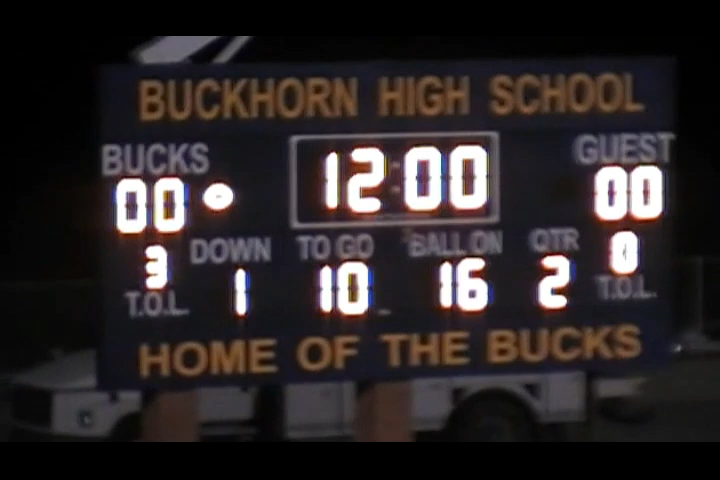 BUCKHORN HIGH SCHOOL
BUCKS 12:00 GUEST
00 00
DOWN TO GO BALL ON QTR
3 1 10 16 2 0
T.O.L. T.O.L.
HOME OF THE BUCKS